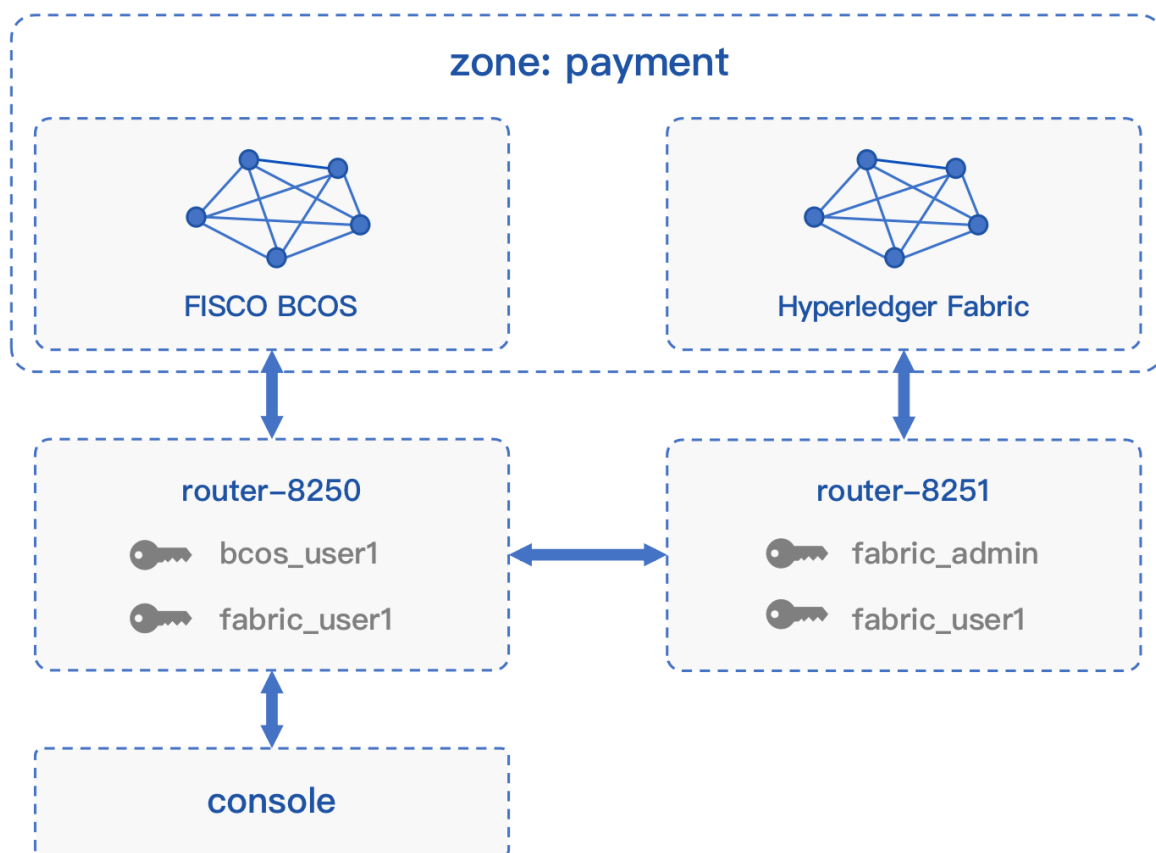 zone: payment
FISCO BCOS
Hyperledger Fabric
router-8250
bcos_user1
fabric_user1
router-8251
fabric_admin
fabric_user1
console